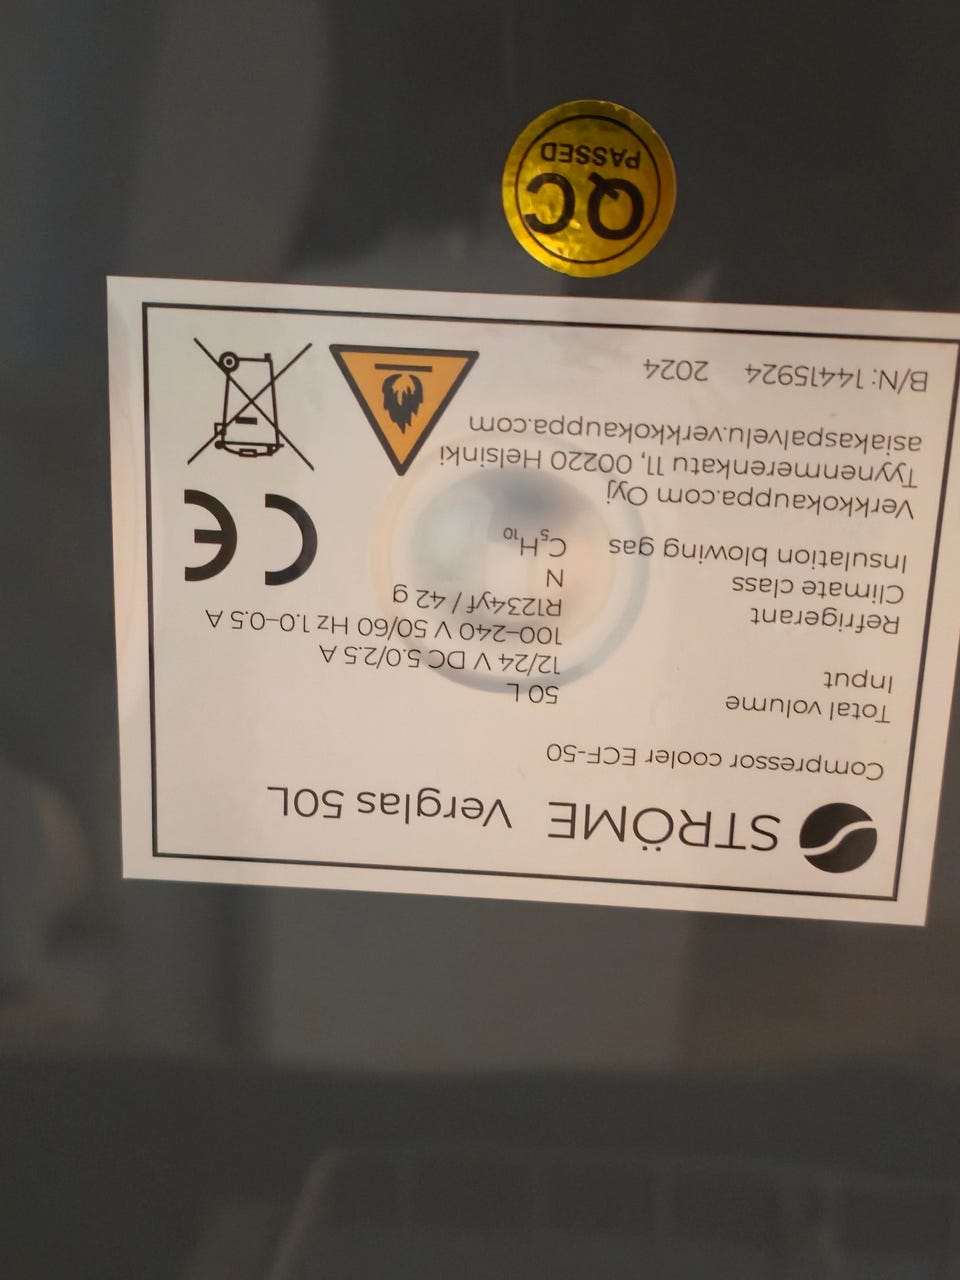 STRÖME Verglas 50L
Compressor cooler ECF-50
Total volume 50 L
Input 12/24 V DC 5.0/2.5 A
100–240 V 50/60 Hz 1.0–0.5 A
Refrigerant R1234yf / 42 g
Climate class N
Insulation blowing gas C₅H₁₀
Verkkokauppa.com Oyj
Tyynenmerenkatu 11, 00220 Helsinki
asiakaspalvelu.verkkokauppa.com
B/N: 14415924 2024
CE
QC
PASSED